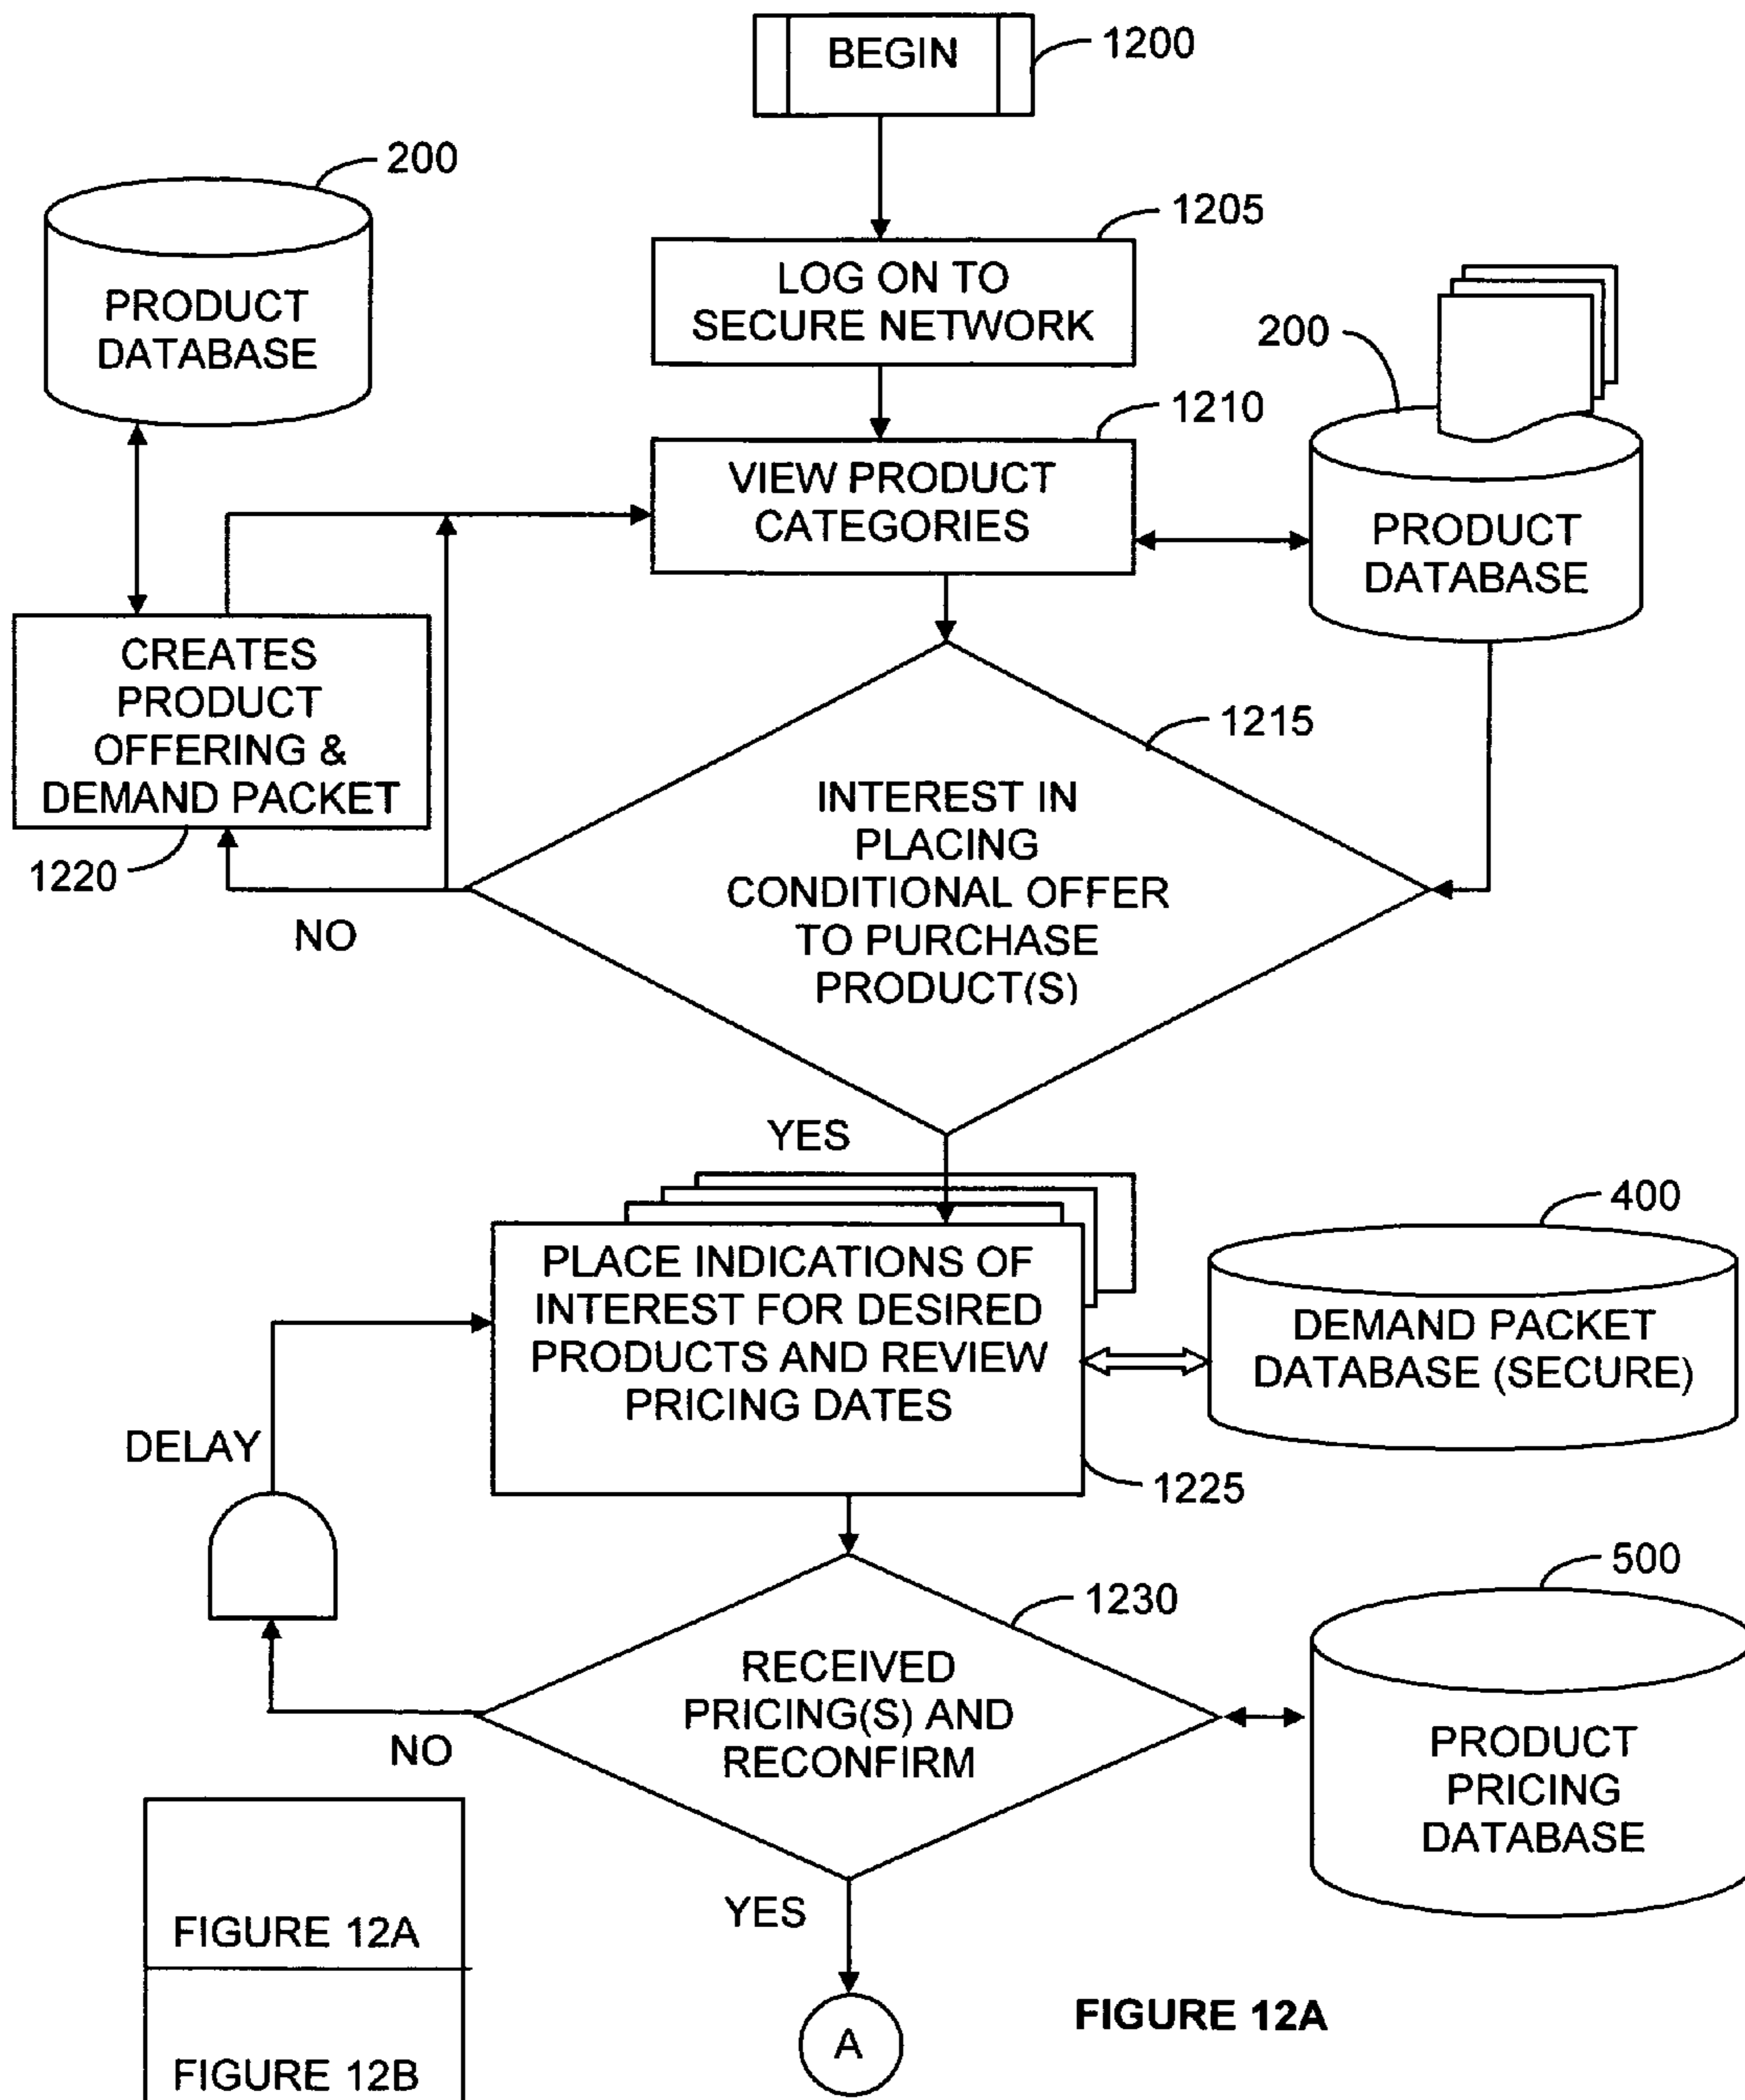 BEGIN
1200
200
PRODUCT
DATABASE
1205
LOG ON TO
SECURE NETWORK
1210
VIEW PRODUCT
CATEGORIES
200
PRODUCT
DATABASE
CREATES
PRODUCT
OFFERING &
DEMAND PACKET
1220
NO
1215
INTEREST IN
PLACING
CONDITIONAL OFFER
TO PURCHASE
PRODUCT(S)
YES
PLACE INDICATIONS OF
INTEREST FOR DESIRED
PRODUCTS AND REVIEW
PRICING DATES
1225
400
DEMAND PACKET
DATABASE (SECURE)
DELAY
1230
RECEIVED
PRICING(S) AND
RECONFIRM
NO
500
PRODUCT
PRICING
DATABASE
YES
A
FIGURE 12A
FIGURE 12B
FIGURE 12A